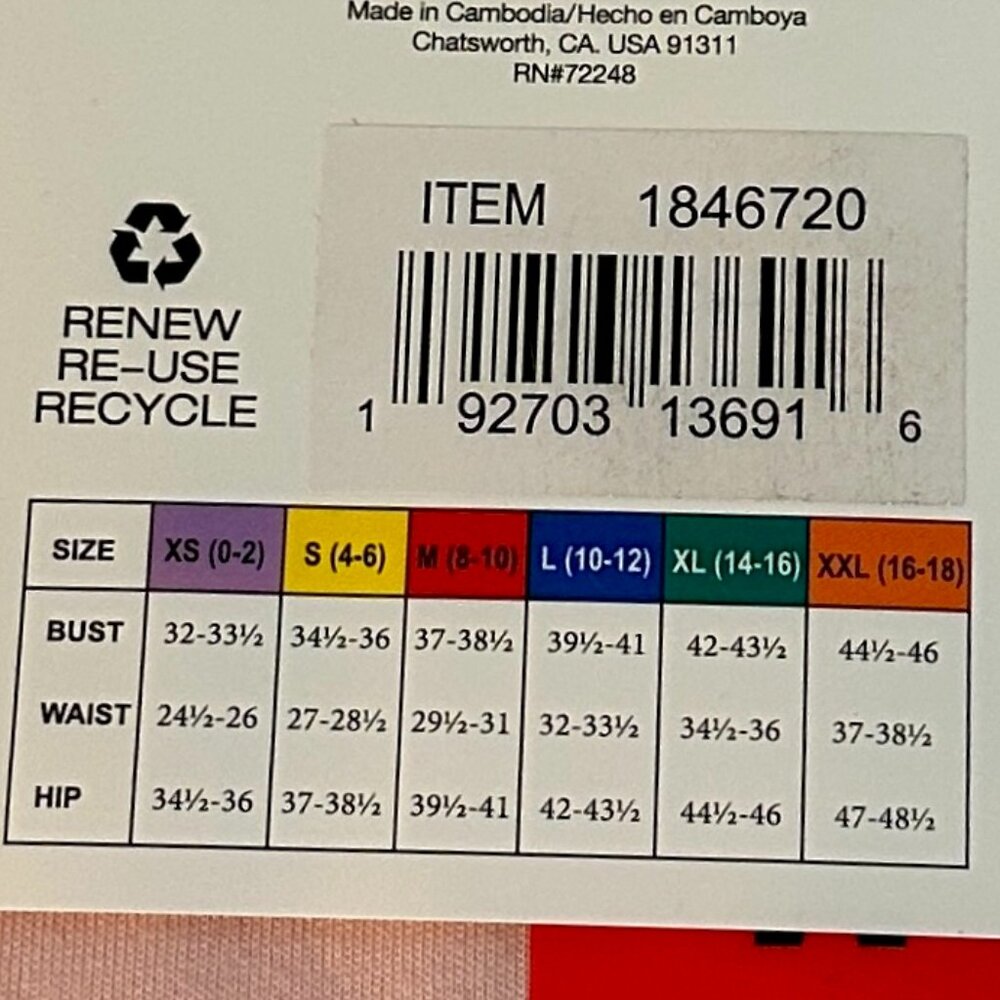 Made in Cambodia/Hecho en Camboya
Chatsworth, CA. USA 91311
RN#72248
ITEM 1846720
1 92703 13691 6
RENEW
RE-USE
RECYCLE
SIZE XS (0-2) S (4-6) M (8-10) L (10-12) XL (14-16) XXL (16-18)
BUST 32-33½ 34½-36 37-38½ 39½-41 42-43½ 44½-46
WAIST 24½-26 27-28½ 29½-31 32-33½ 34½-36 37-38½
HIP 34½-36 37-38½ 39½-41 42-43½ 44½-46 47-48½